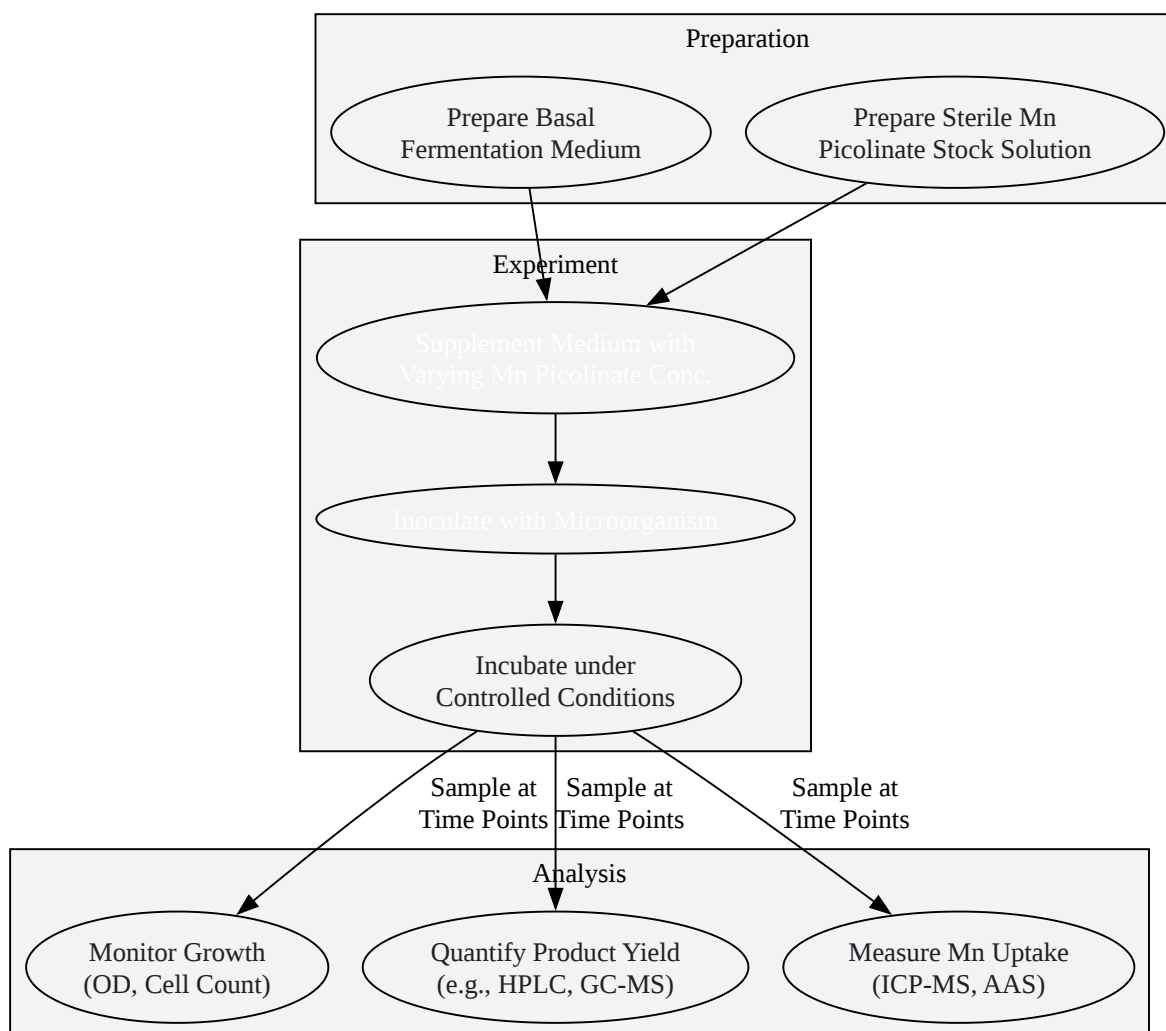 Preparation
Prepare Basal
Fermentation Medium
Prepare Sterile Mn
Picolinate Stock Solution
Experiment
Supplement Medium with
Varying Mn Picolinate Conc.
Inoculate with Microorganism
Incubate under
Controlled Conditions
Sample at
Time Points
Sample at
Time Points
Sample at
Time Points
Analysis
Monitor Growth
(OD, Cell Count)
Quantify Product Yield
(e.g., HPLC, GC-MS)
Measure Mn Uptake
(ICP-MS, AAS)